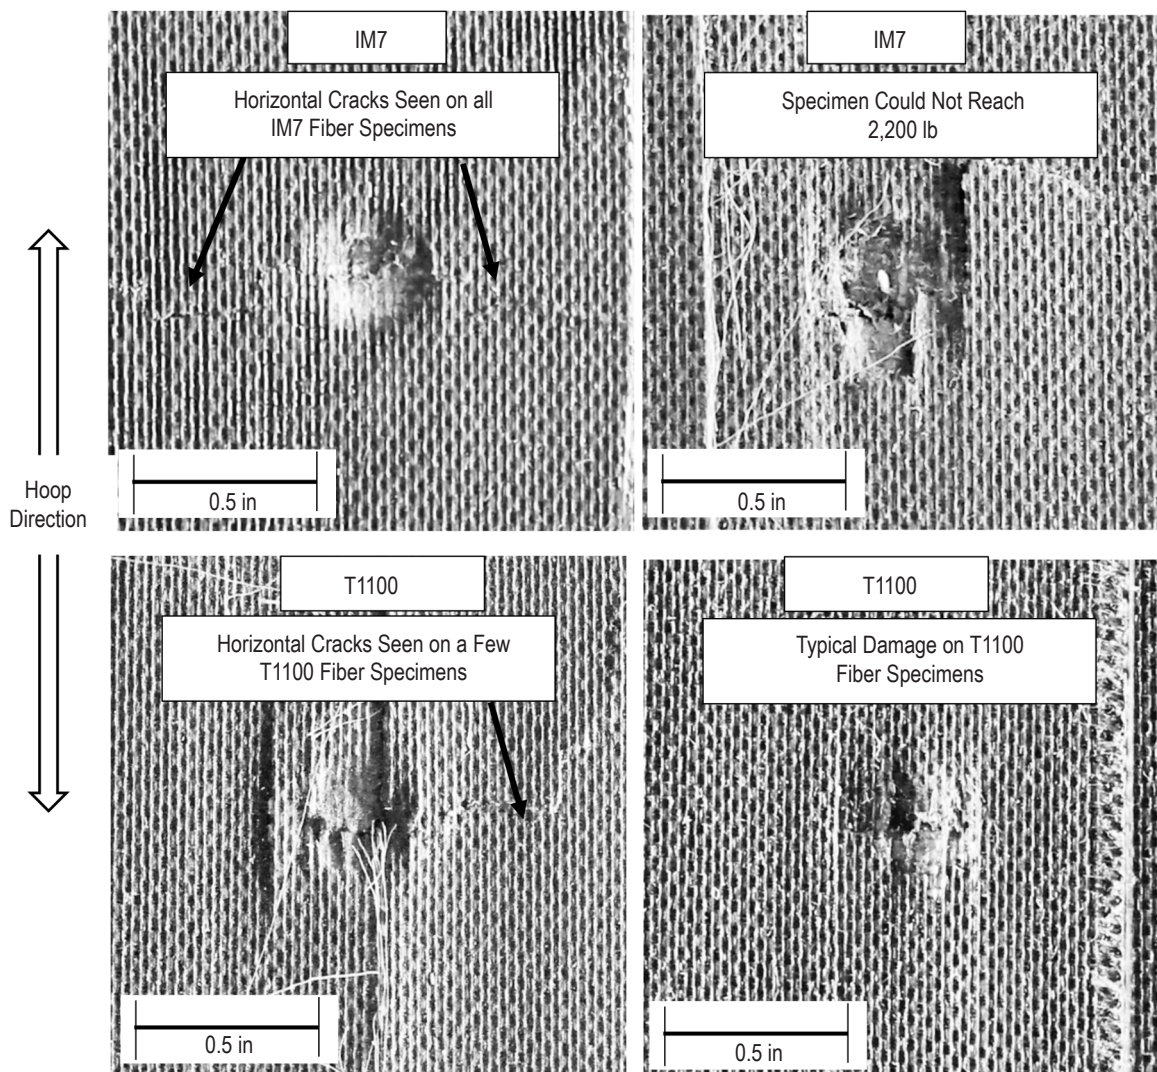 IM7
Horizontal Cracks Seen on all
IM7 Fiber Specimens
0.5 in
IM7
Specimen Could Not Reach
2,200 lb
0.5 in
Hoop
Direction
T1100
Horizontal Cracks Seen on a Few
T1100 Fiber Specimens
0.5 in
T1100
Typical Damage on T1100
Fiber Specimens
0.5 in